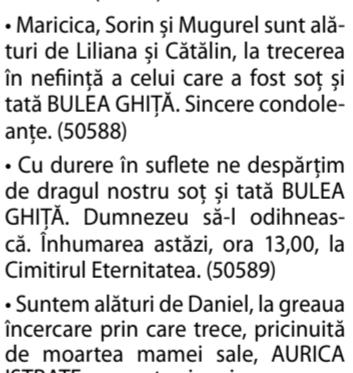 • Maricica, Sorin și Mugurel sunt ală-
turi de Liliana și Cătălin, la trecerea
în neființă a celui care a fost soț și
tată BULEA GHIȚĂ. Sincere condole-
anțe. (50588)
• Cu durere în suflete ne despărțim
de dragul nostru soț și tată BULEA
GHIȚĂ. Dumnezeu să-l odihneas-
că. Înhumarea astăzi, ora 13,00, la
Cimitirul Eternitatea. (50589)
• Suntem alături de Daniel, la greaua
încercare prin care trece, pricinuită
de moartea mamei sale, AURICA